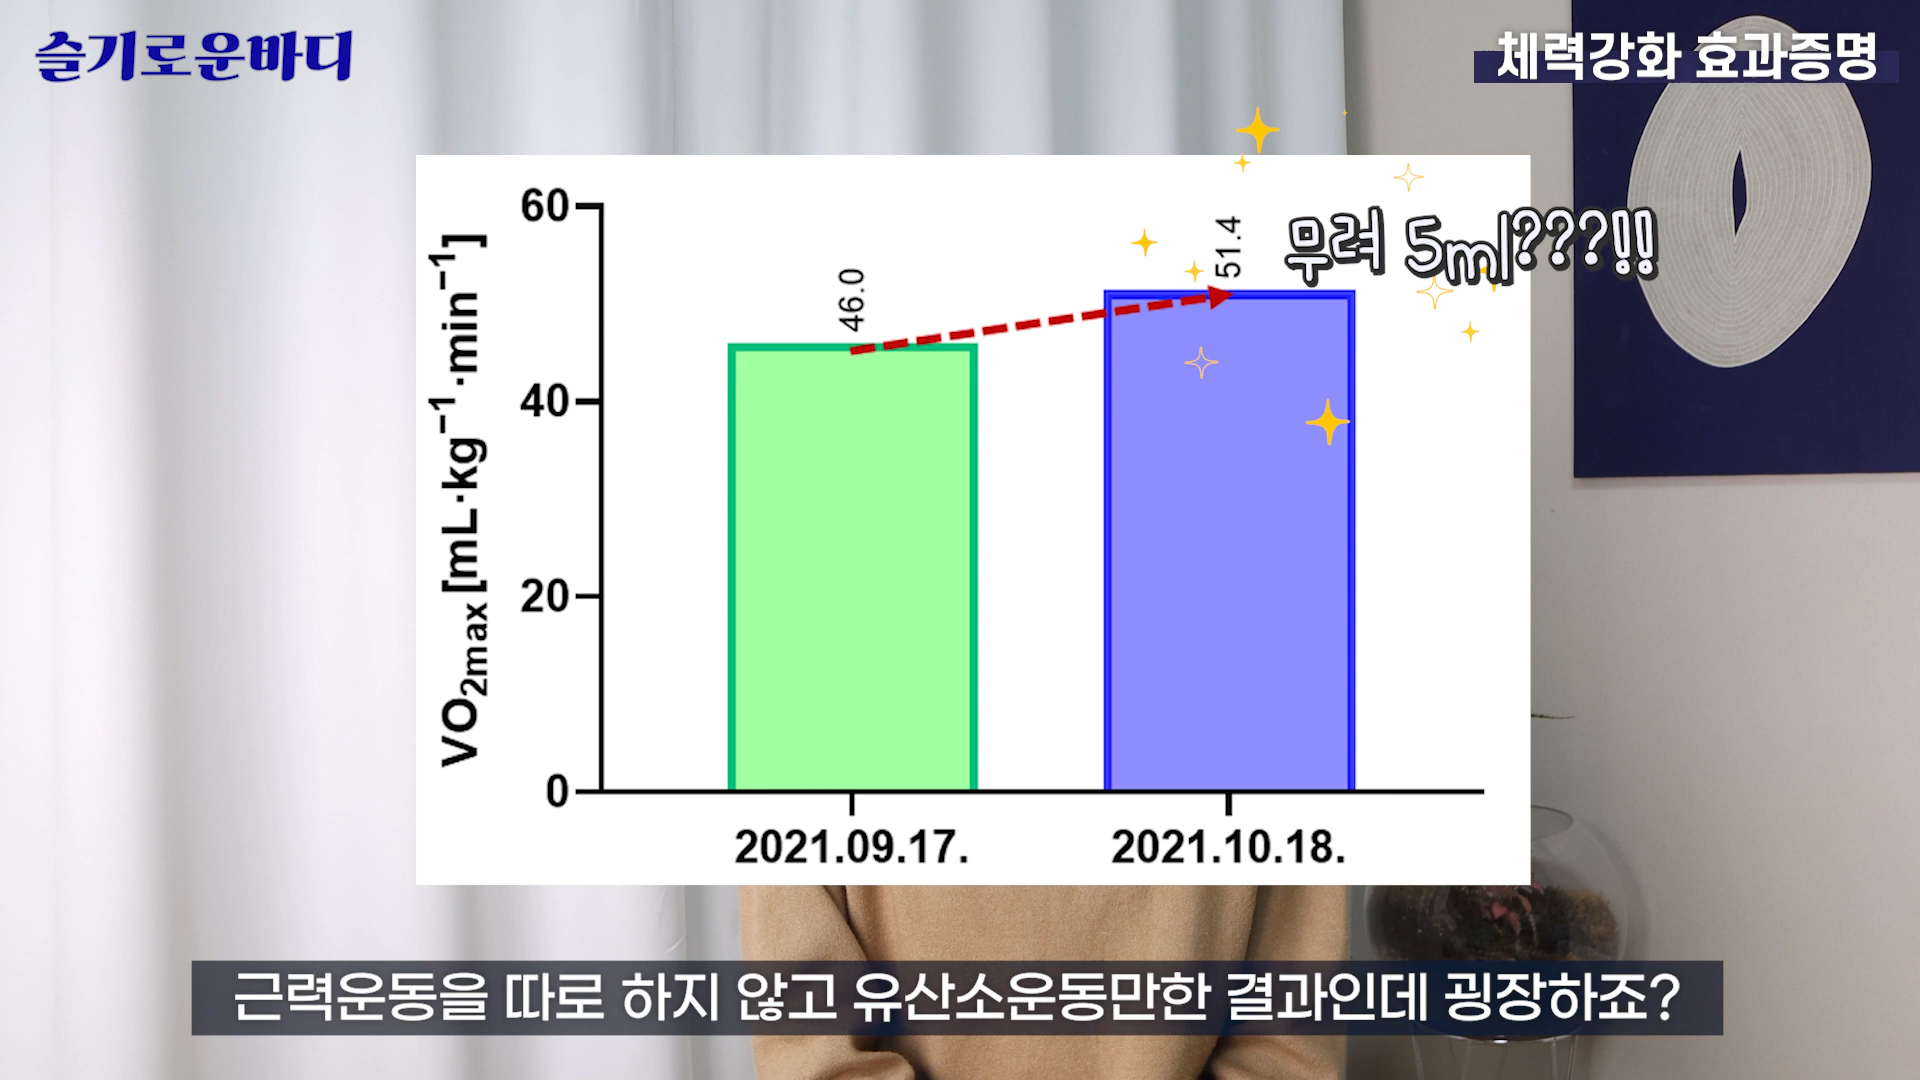 슬기로운바디
체력강화 효과증명
무려 5ml???!!
VO2max [mL·kg⁻¹·min⁻¹]
60
40
20
0
46.0
51.4
2021.09.17.
2021.10.18.
근력운동을 따로 하지 않고 유산소운동만한 결과인데 굉장하죠?